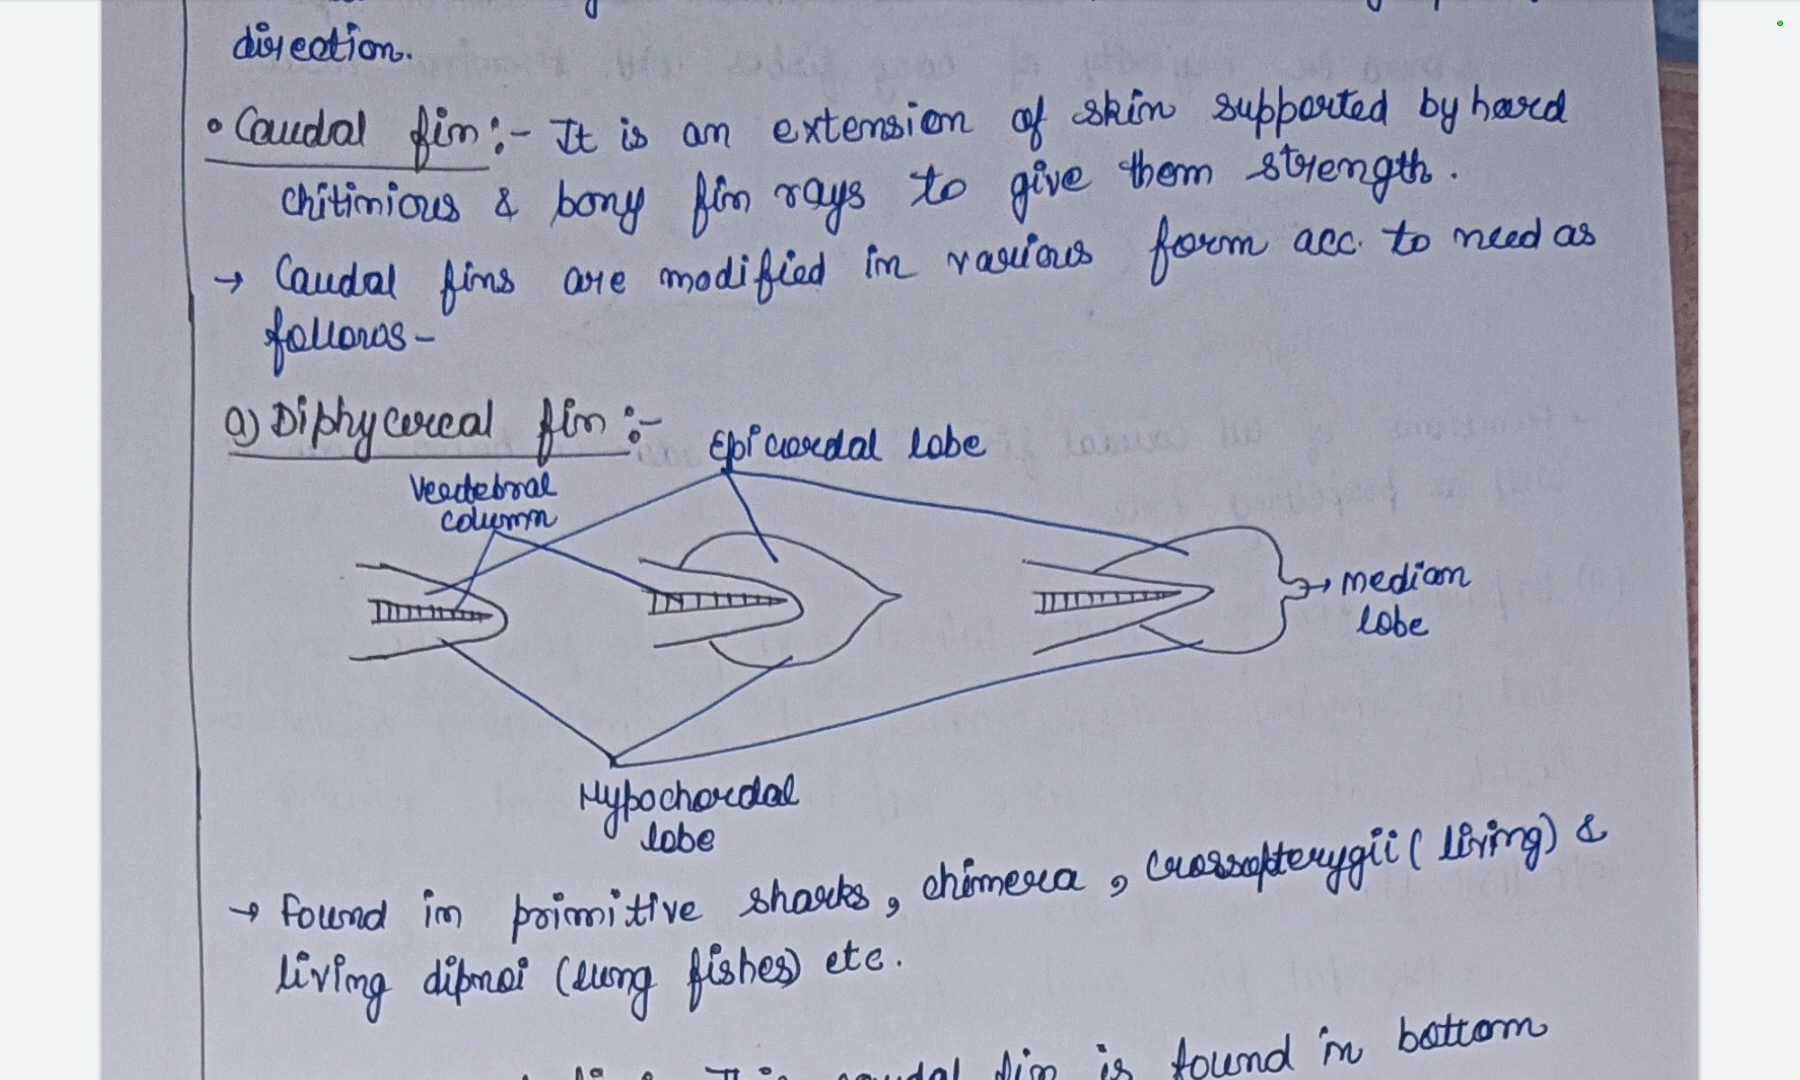 direction.
• Caudal fin:- It is an extension of skin supported by hard
chitinious & bony fin rays to give them strength.
→ Caudal fins are modified in various form acc. to need as
follows-
a) Diphycereal fin:-
Epicordal lobe
Vertebral
column
→ median
lobe
Hypochordal
lobe
→ found in primitive sharks, chimera, crossopterygii (living) &
living dipnoi (lung fishes) etc.
fin is found in bottom